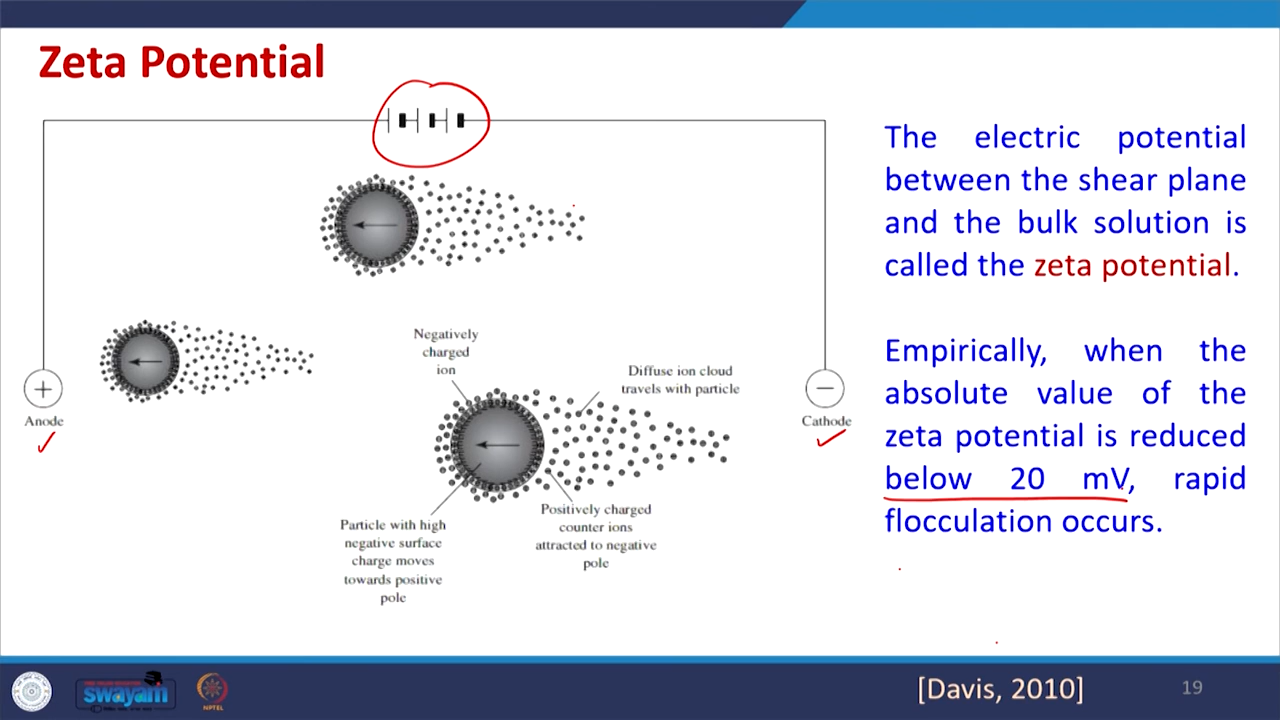 Zeta Potential
The electric potential
between the shear plane
and the bulk solution is
called the zeta potential.
Empirically, when the
absolute value of the
zeta potential is reduced
below 20 mV, rapid
flocculation occurs.
Negatively
charged
ion
Diffuse ion cloud
travels with particle
+
Anode
−
Cathode
Particle with high
negative surface
charge moves
towards positive
pole
Positively charged
counter ions
attracted to negative
pole
swayam
NPTEL
[Davis, 2010]
19